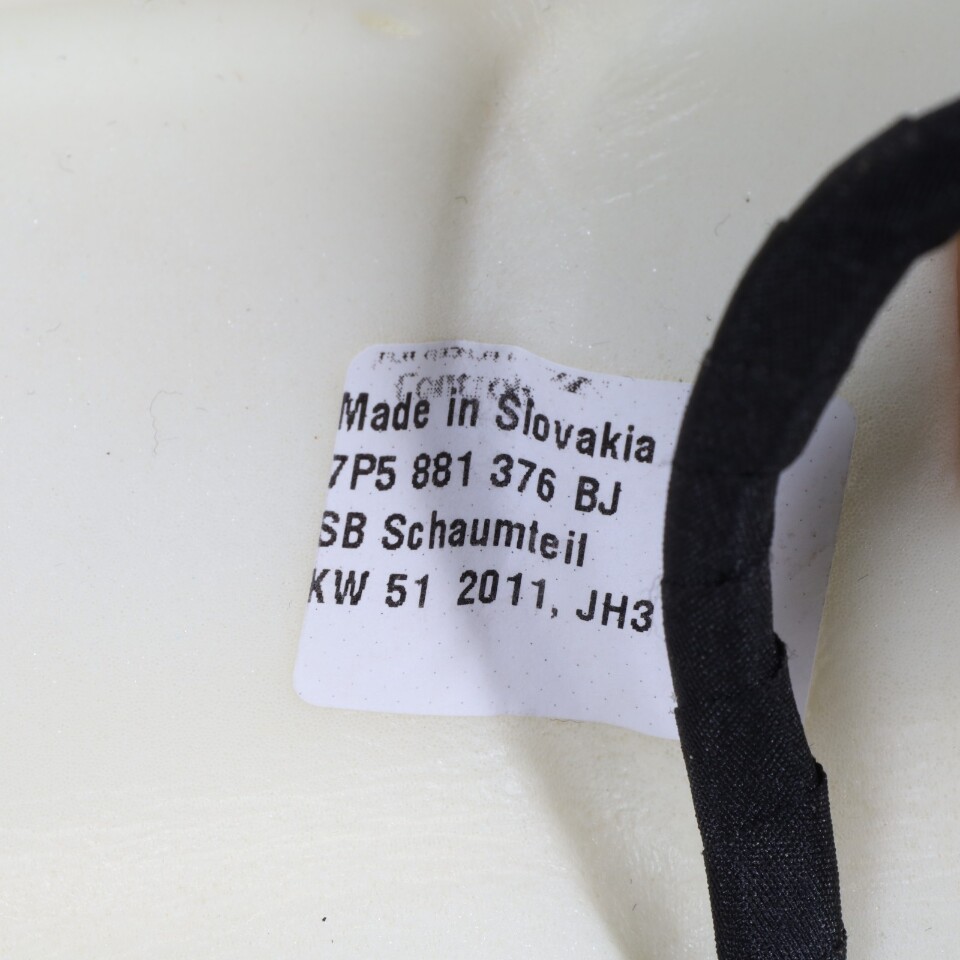 Made in Slovakia
7P5 881 376 BJ
SB Schaumteil
KW 51 2011, JH3